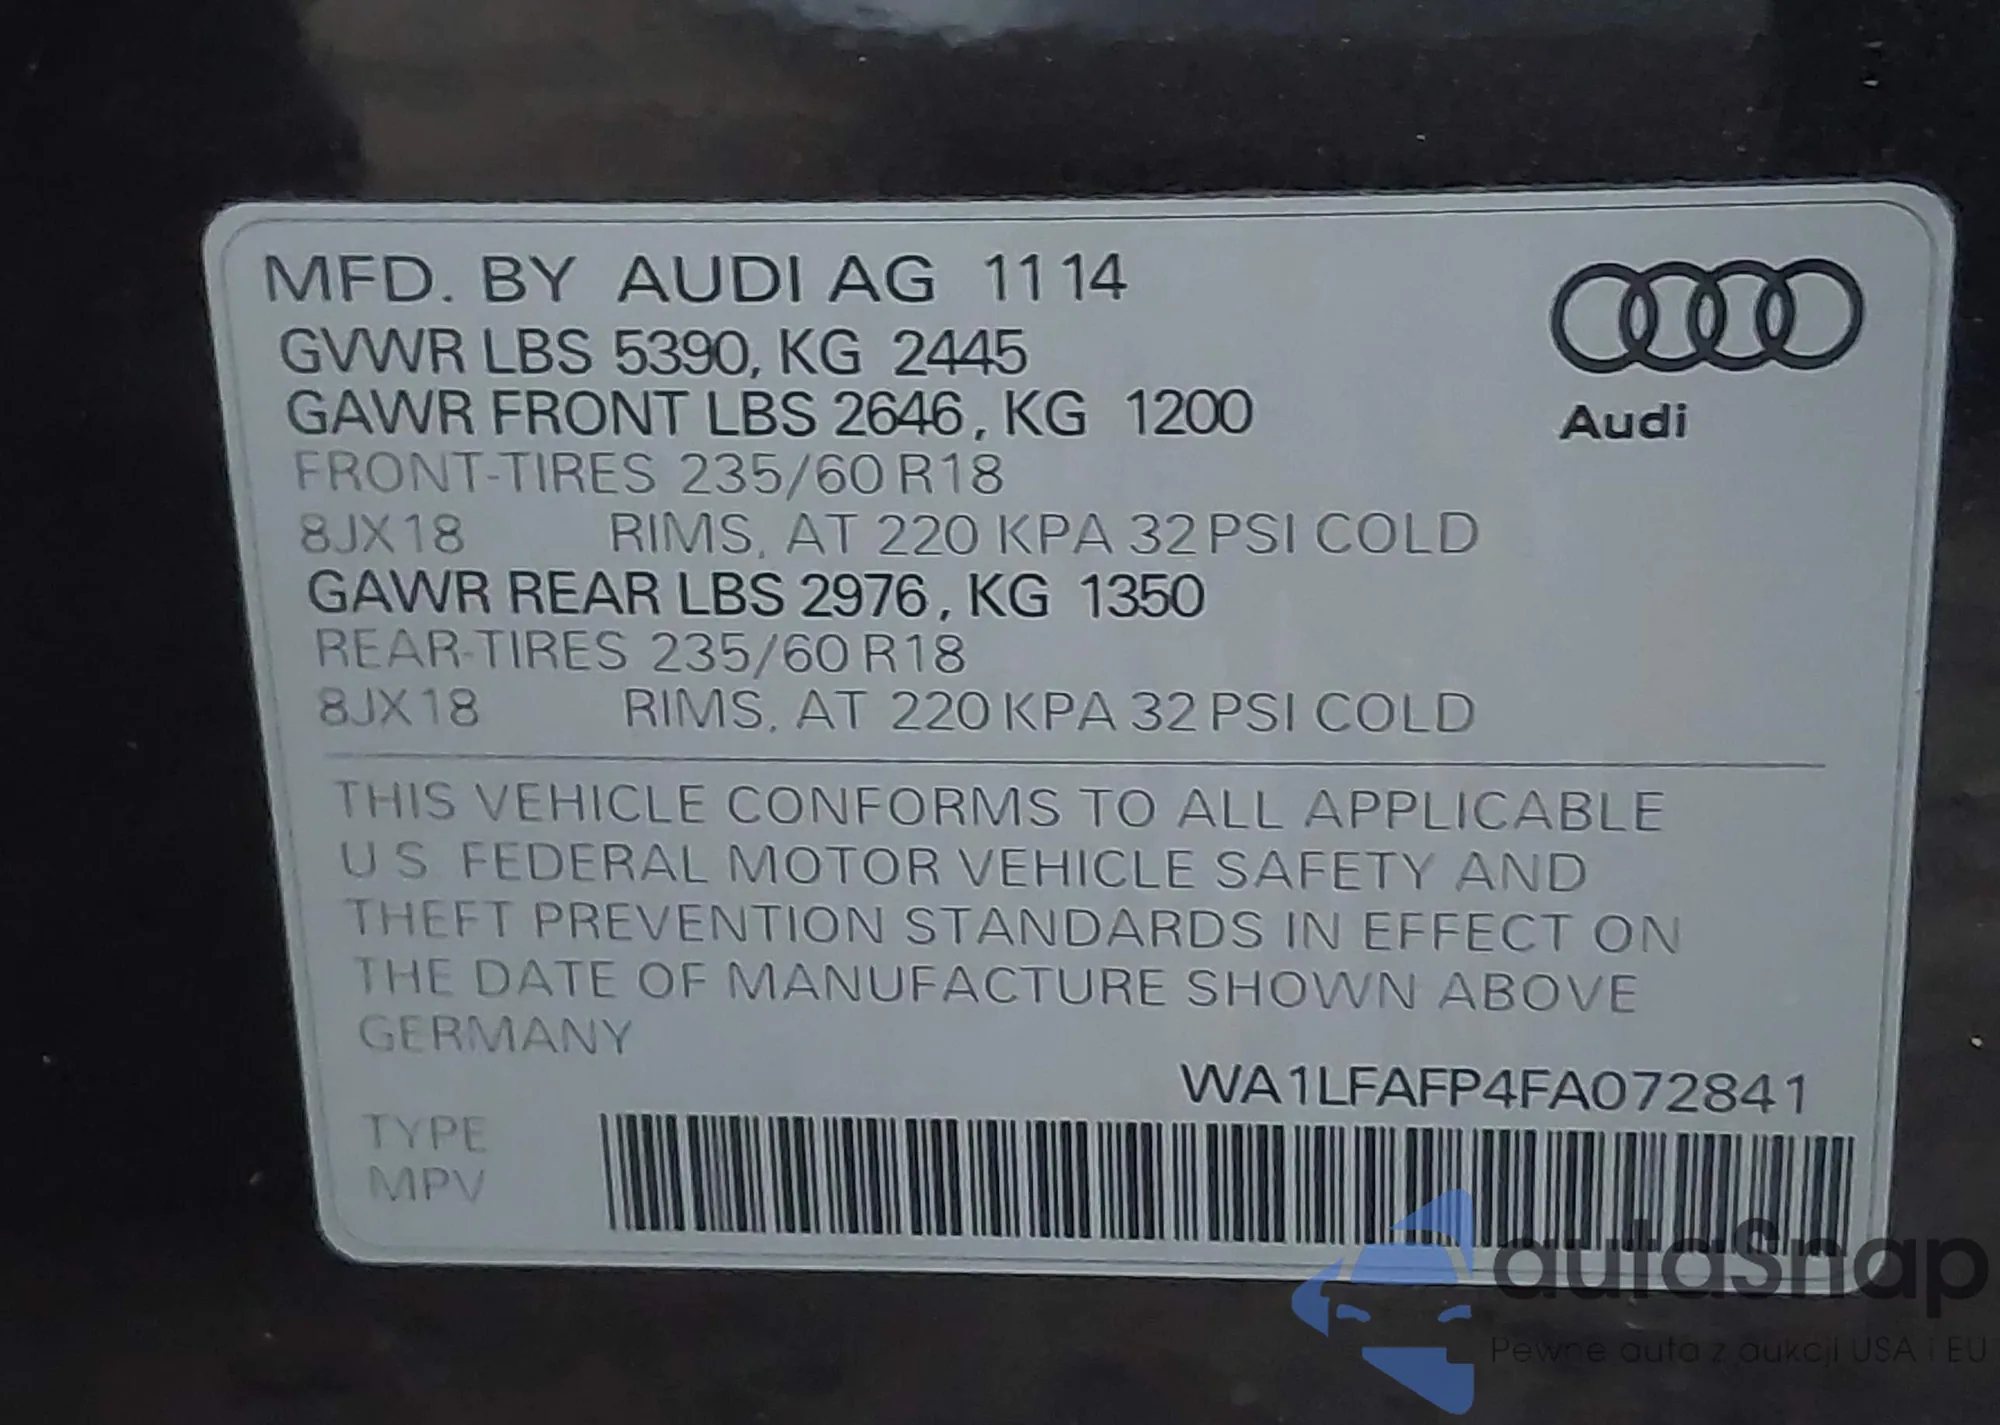 MFD. BY AUDI AG 11 14
GVWR LBS 5390, KG 2445
GAWR FRONT LBS 2646, KG 1200
FRONT-TIRES 235/60 R18
8JX18 RIMS, AT 220 KPA 32 PSI COLD
GAWR REAR LBS 2976, KG 1350
REAR-TIRES 235/60 R18
8JX18 RIMS, AT 220 KPA 32 PSI COLD
Audi
THIS VEHICLE CONFORMS TO ALL APPLICABLE
U S FEDERAL MOTOR VEHICLE SAFETY AND
THEFT PREVENTION STANDARDS IN EFFECT ON
THE DATE OF MANUFACTURE SHOWN ABOVE
GERMANY
WA1LFAFP4FA072841
TYPE
MPV
autaSnap
Pewne auta z aukcji USA i EU